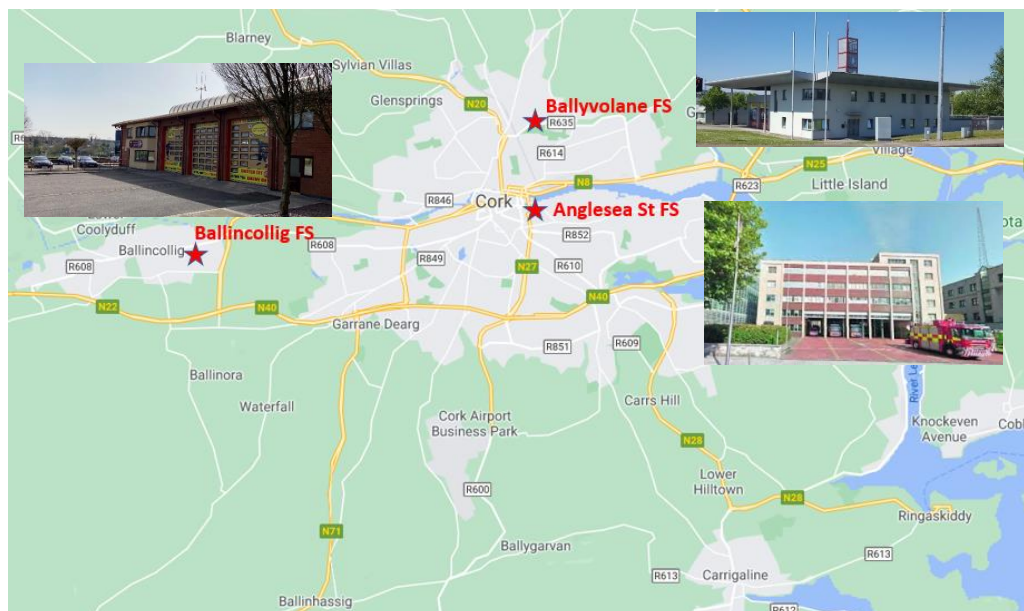 Blarney
Sylvian Villas
Glensprings
N20
Ballyvolane FS
R635
R614
N25
Village
R623
Little Island
N8
Cork
R846
Anglesea St FS
R852
Coolyduff
Ballincollig FS
R608
Ballincollig
R608
R849
N27
R610
N22
N40
N40
Garrane Dearg
R851
R609
Ballinora
Waterfall
Cork Airport
Business Park
Carrs Hill
Knockeven
Avenue
N28
Lower
Hilltown
N28
R600
Ringaskiddy
N71
Ballygarvan
R613
R613
R613
Carrigaline
Ballinhassig
R612